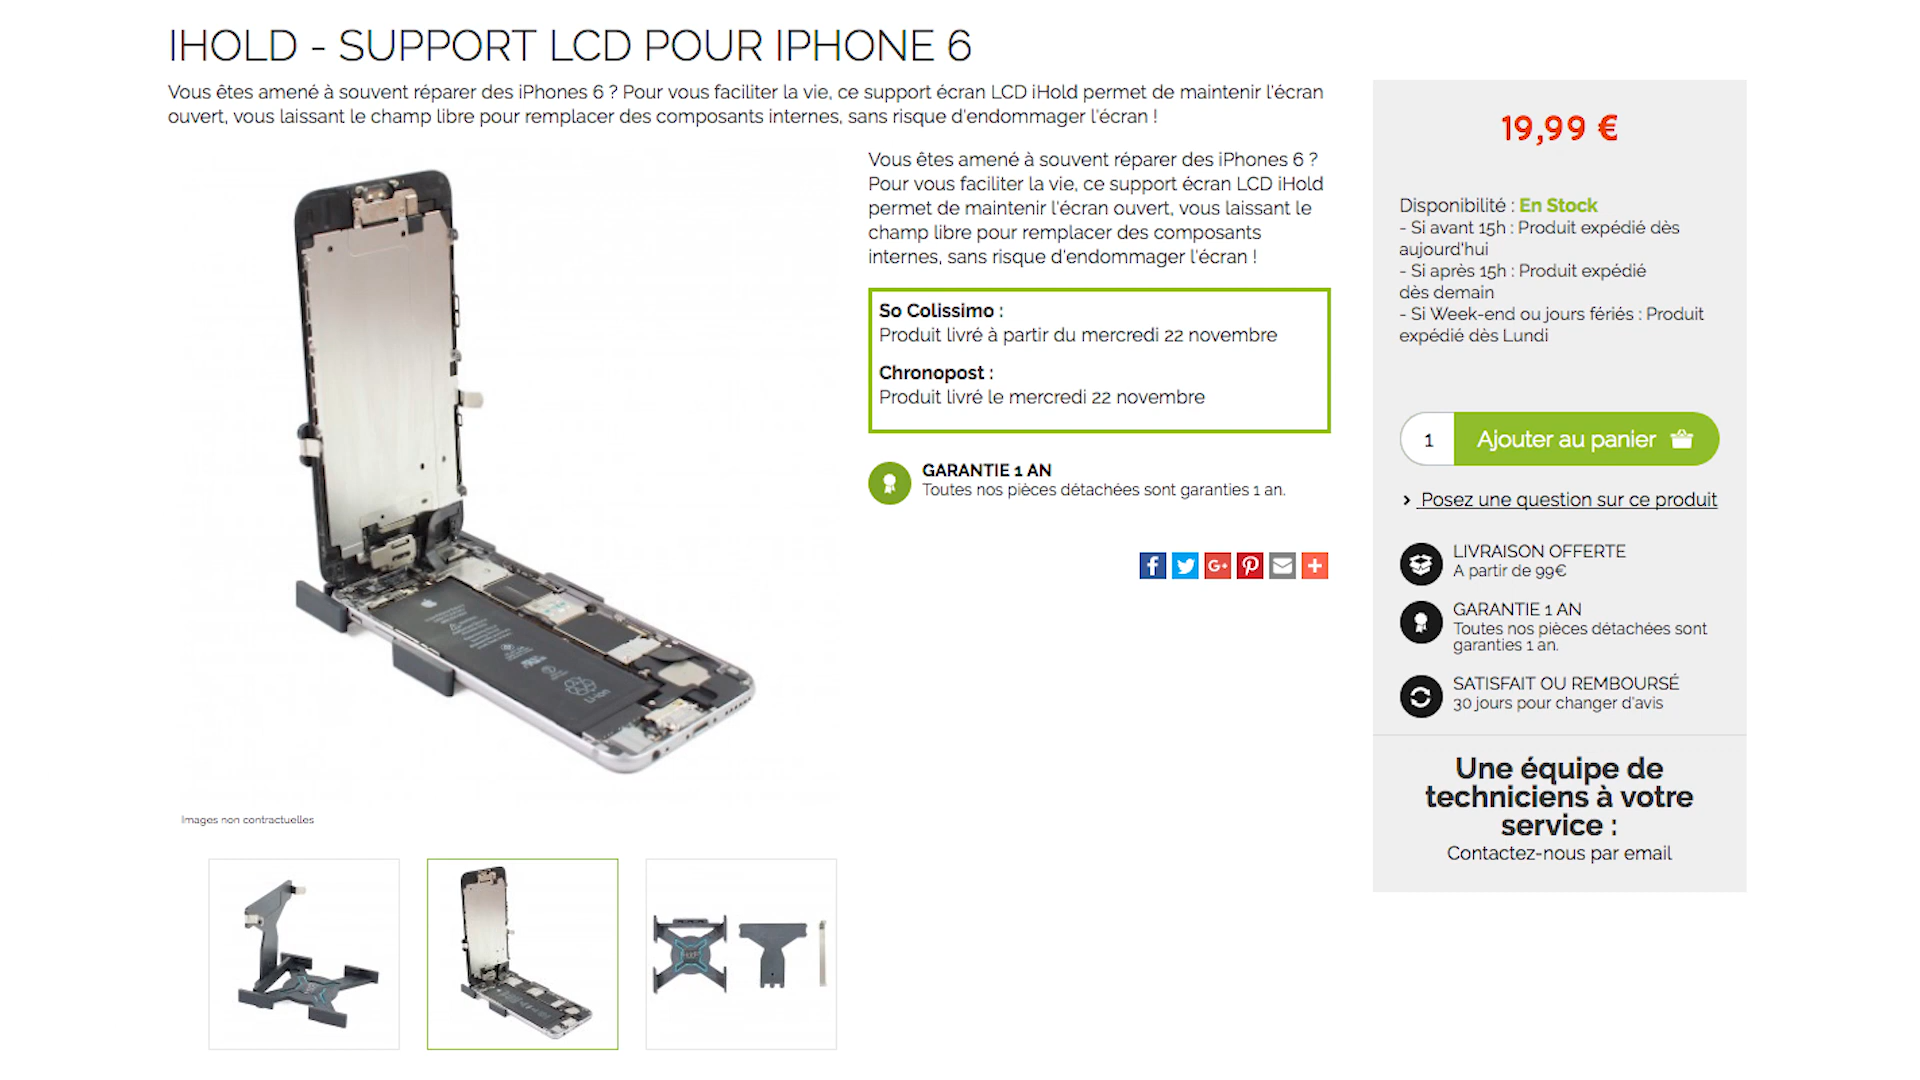 IHOLD - SUPPORT LCD POUR IPHONE 6
Vous êtes amené à souvent réparer des iPhones 6 ? Pour vous faciliter la vie, ce support écran LCD iHold permet de maintenir l'écran
ouvert, vous laissant le champ libre pour remplacer des composants internes, sans risque d'endommager l'écran !
Vous êtes amené à souvent réparer des iPhones 6 ?
Pour vous faciliter la vie, ce support écran LCD iHold
permet de maintenir l'écran ouvert, vous laissant le
champ libre pour remplacer des composants
internes, sans risque d'endommager l'écran !
So Colissimo :
Produit livré à partir du mercredi 22 novembre
Chronopost :
Produit livré le mercredi 22 novembre
GARANTIE 1 AN
Toutes nos pièces détachées sont garanties 1 an.
Li-ion
Images non contractuelles
19,99 €
Disponibilité : En Stock
- Si avant 15h : Produit expédié dès
aujourd'hui
- Si après 15h : Produit expédié
dès demain
- Si Week-end ou jours fériés : Produit
expédié dès Lundi
1
Ajouter au panier
Posez une question sur ce produit
LIVRAISON OFFERTE
A partir de 99€
GARANTIE 1 AN
Toutes nos pièces détachées sont
garanties 1 an.
SATISFAIT OU REMBOURSÉ
30 jours pour changer d'avis
Une équipe de
techniciens à votre
service :
Contactez-nous par email